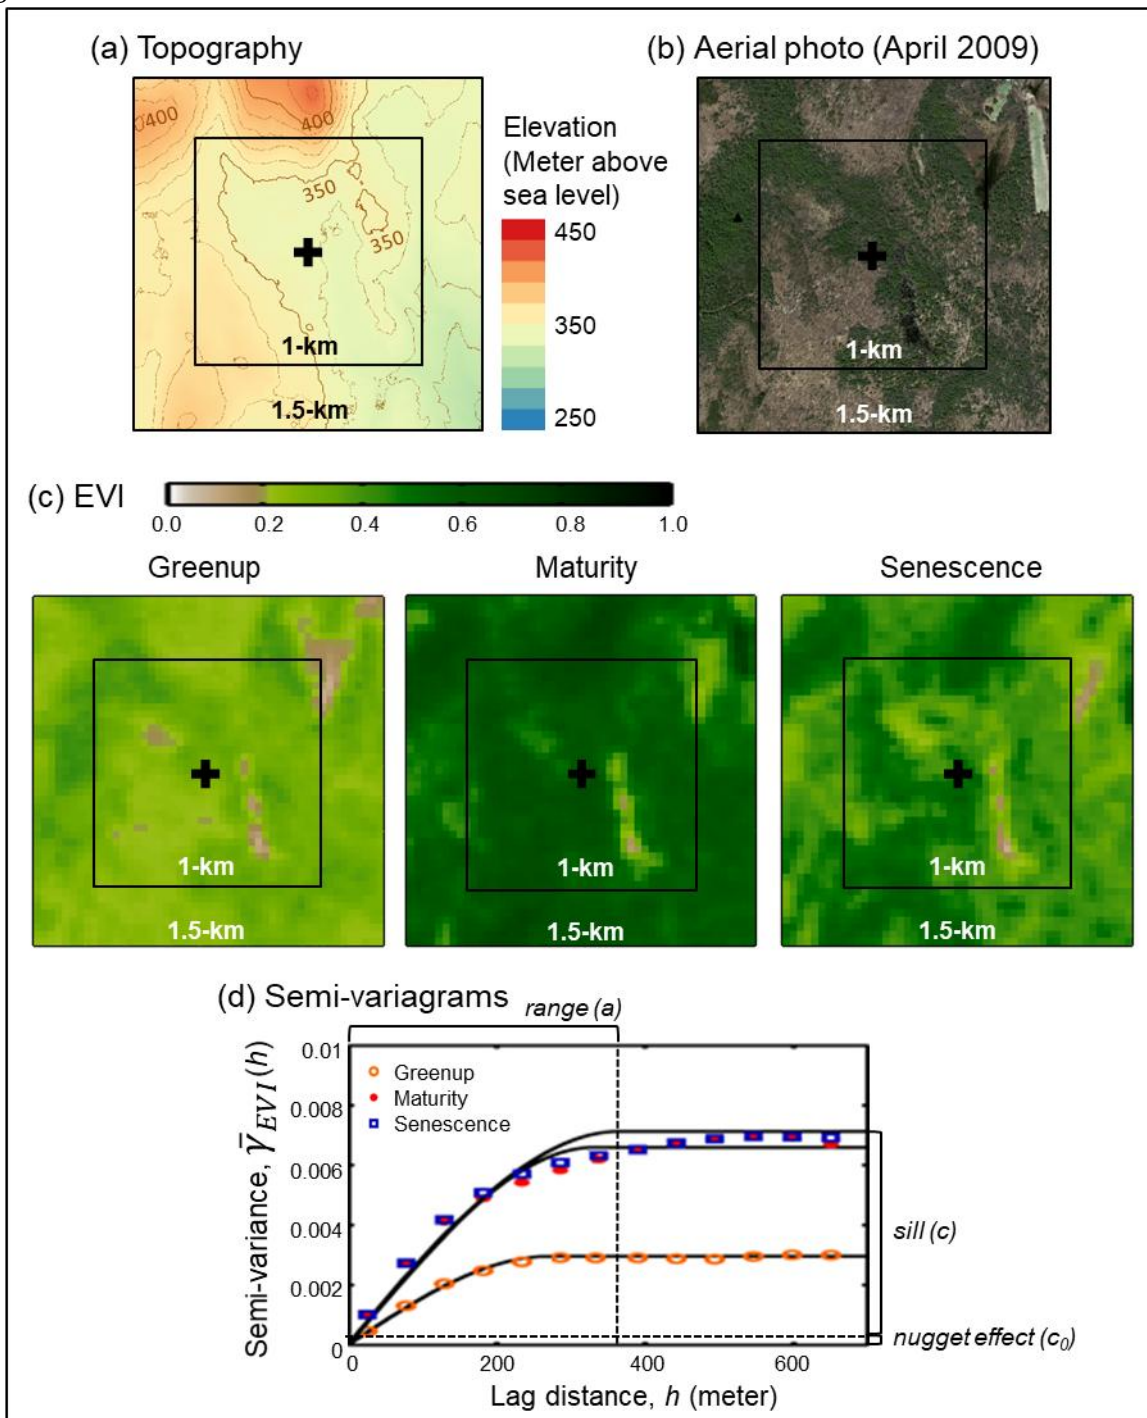 (a) Topography
400
400
350
350
1-km
1.5-km
Elevation
(Meter above
sea level)
450
350
250
(b) Aerial photo (April 2009)
1-km
1.5-km
(c) EVI
0.0 0.2 0.4 0.6 0.8 1.0
Greenup
1-km
1.5-km
Maturity
1-km
1.5-km
Senescence
1-km
1.5-km
(d) Semi-variagrams
range (a)
Semi-variance, γ̄_EVI(h)
0.01
0.008
0.006
0.004
0.002
0
Greenup
Maturity
Senescence
sill (c)
nugget effect (c₀)
0 200 400 600
Lag distance, h (meter)